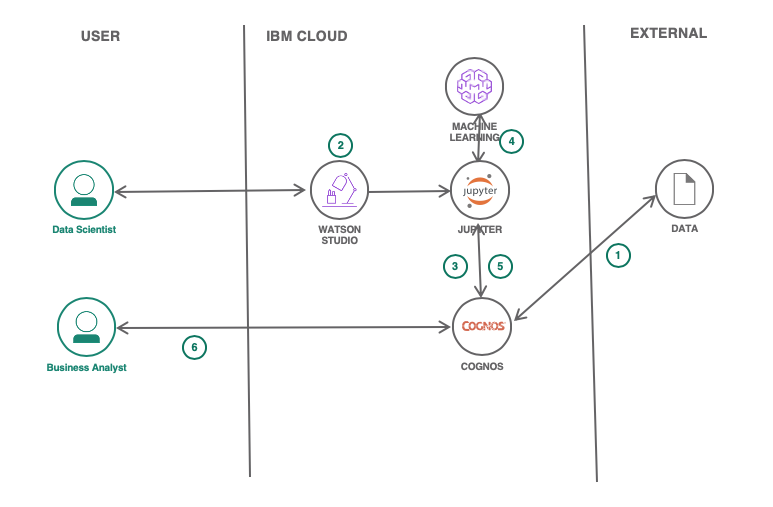 USER
IBM CLOUD
EXTERNAL
MACHINE
LEARNING
4
2
jupyter
Data Scientist
WATSON
STUDIO
JUPYTER
DATA
1
3
5
COGNOS
6
Business Analyst
COGNOS